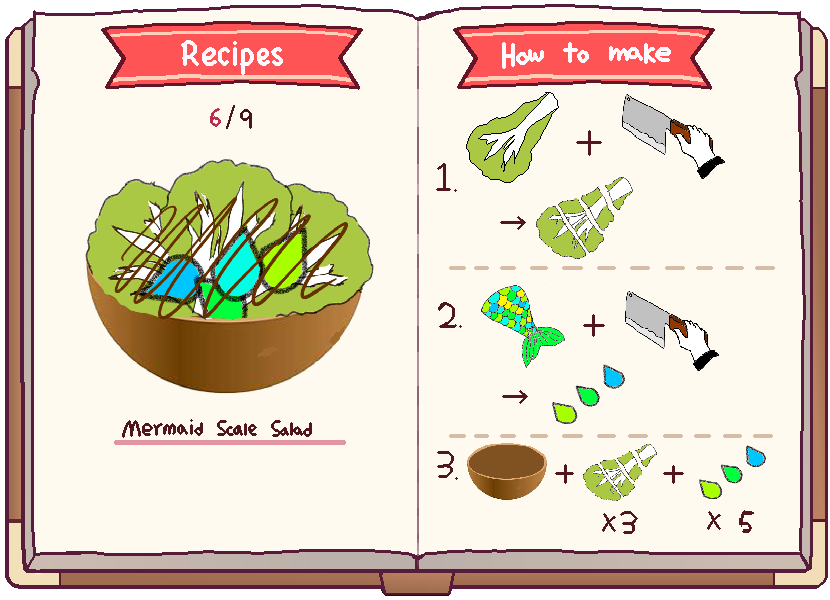 Recipes
6/9
Mermaid Scale Salad
How to make
1. +
→
2. +
→
3. + +
x3 x 5